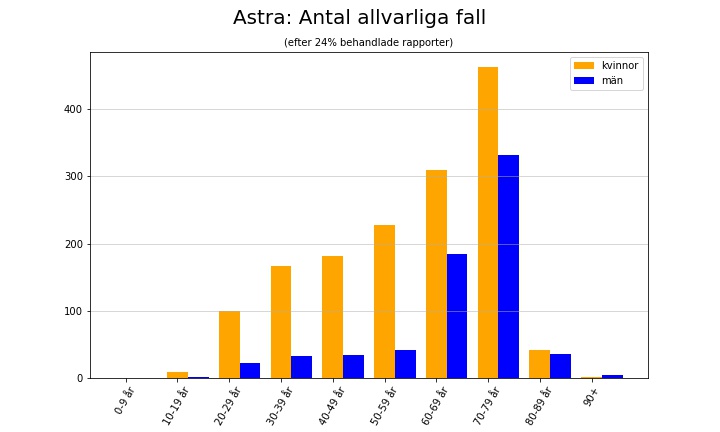 Astra: Antal allvarliga fall
(efter 24% behandlade rapporter)
kvinnor
män
400
300
200
100
0
0-9 år
10-19 år
20-29 år
30-39 år
40-49 år
50-59 år
60-69 år
70-79 år
80-89 år
90+